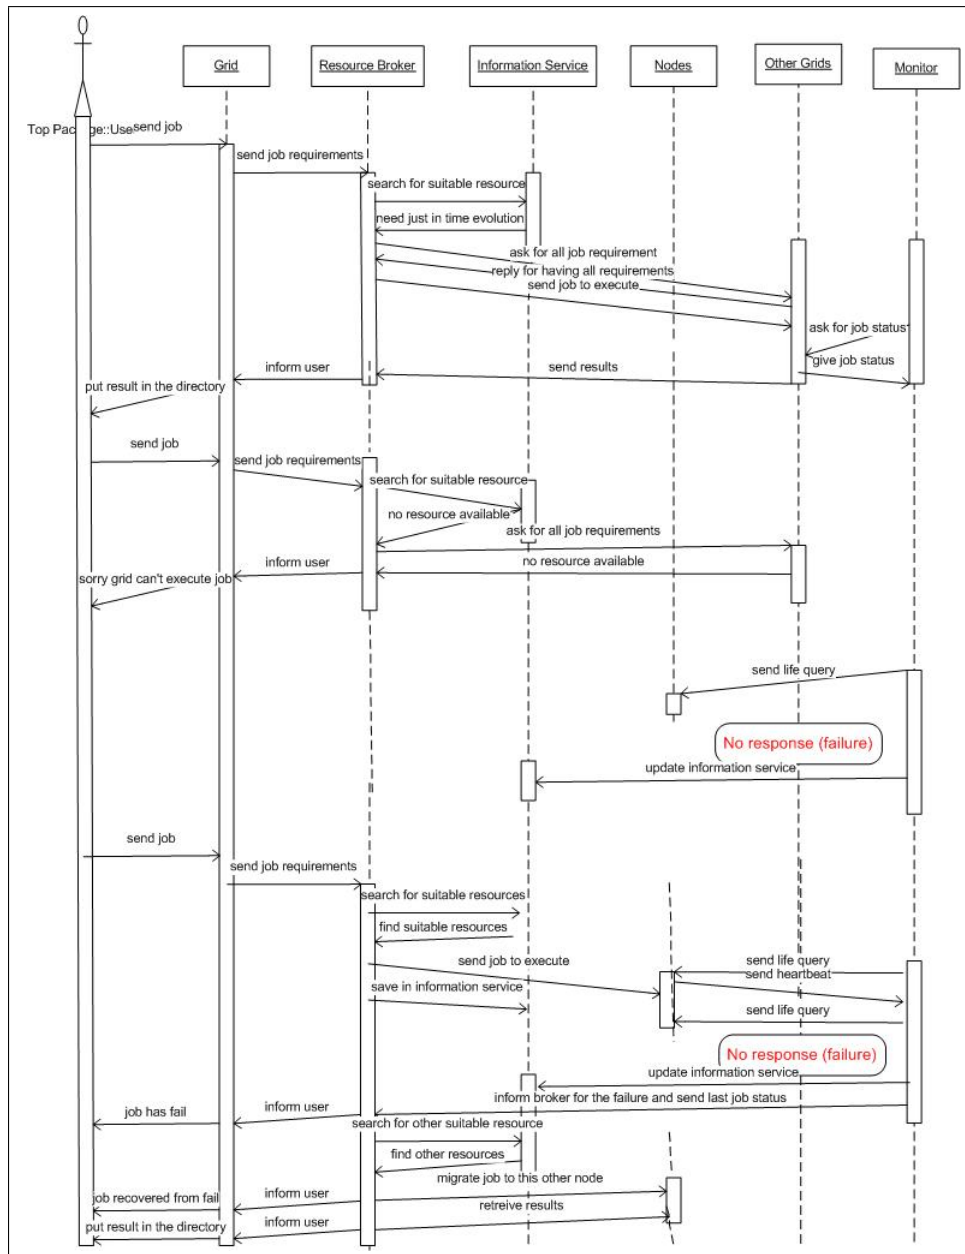 Grid
Resource Broker
Information Service
Nodes
Other Grids
Monitor
Top Package::User
send job
send job requirements
search for suitable resource
need just in time evolution
ask for all job requirement
reply for having all requirements
send job to execute
ask for job status
give job status
send results
inform user
put result in the directory
send job
send job requirements
search for suitable resource
no resource available
ask for all job requirements
no resource available
inform user
sorry grid can't execute job
send life query
No response (failure)
update information service
send job
send job requirements
search for suitable resources
find suitable resources
send job to execute
send life query
send heartbeat
save in information service
send life query
No response (failure)
update information service
inform broker for the failure and send last job status
inform user
job has fail
search for other suitable resource
find other resources
migrate job to this other node
inform user
job recovered from fail
retreive results
inform user
put result in the directory